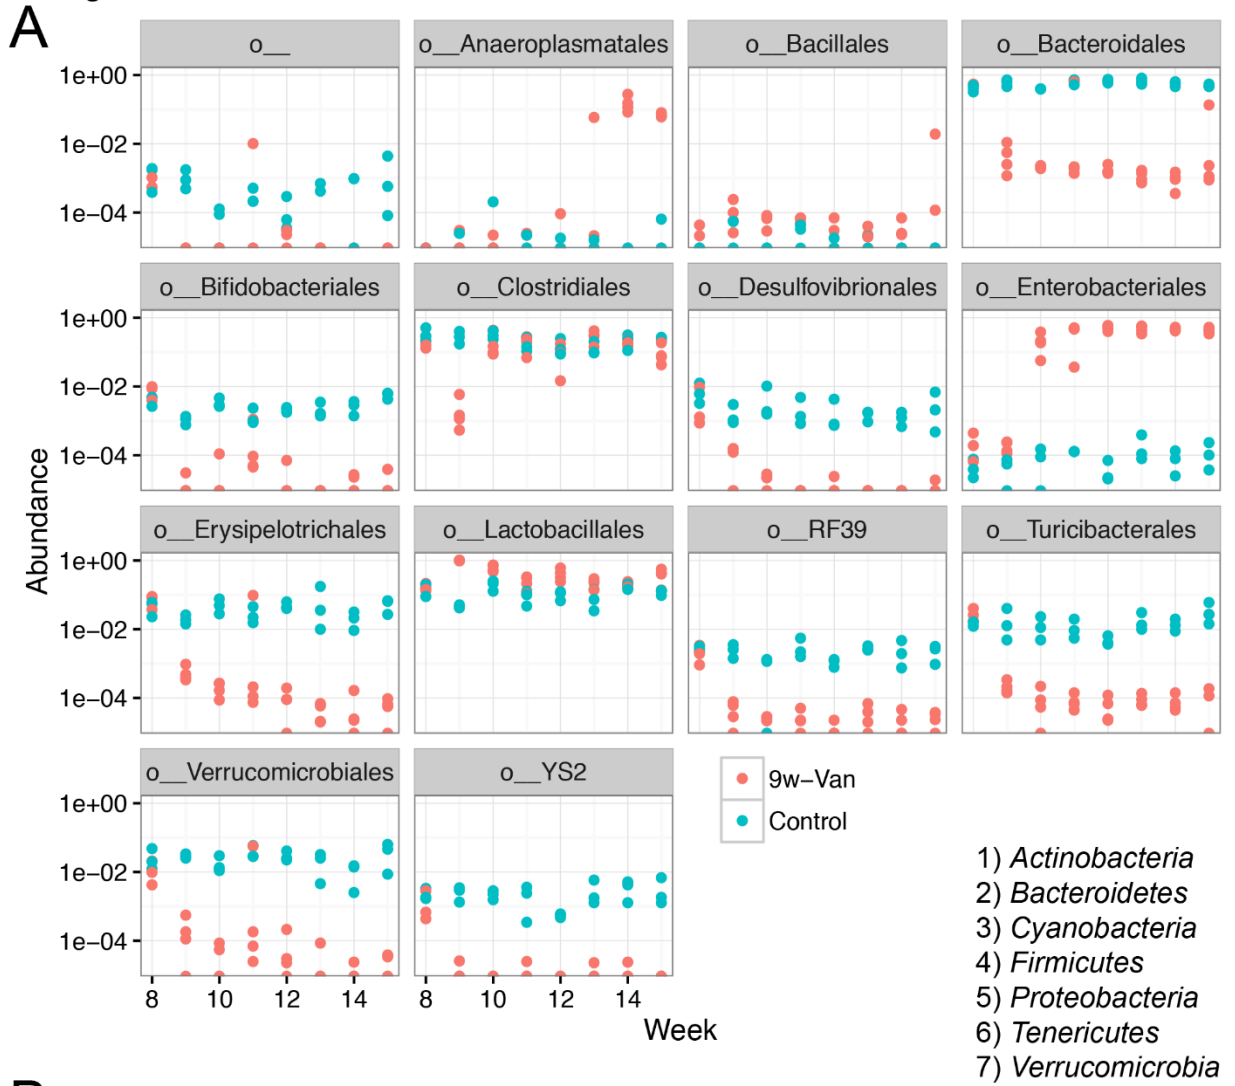 A
o__
o__Anaeroplasmatales
o__Bacillales
o__Bacteroidales
1e+00
1e−02
1e−04
o__Bifidobacteriales
o__Clostridiales
o__Desulfovibrionales
o__Enterobacteriales
1e+00
1e−02
1e−04
o__Erysipelotrichales
o__Lactobacillales
o__RF39
o__Turicibacterales
1e+00
1e−02
1e−04
o__Verrucomicrobiales
o__YS2
1e+00
1e−02
1e−04
8 10 12 14
8 10 12 14
Abundance
Week
9w−Van
Control
1) Actinobacteria
2) Bacteroidetes
3) Cyanobacteria
4) Firmicutes
5) Proteobacteria
6) Tenericutes
7) Verrucomicrobia